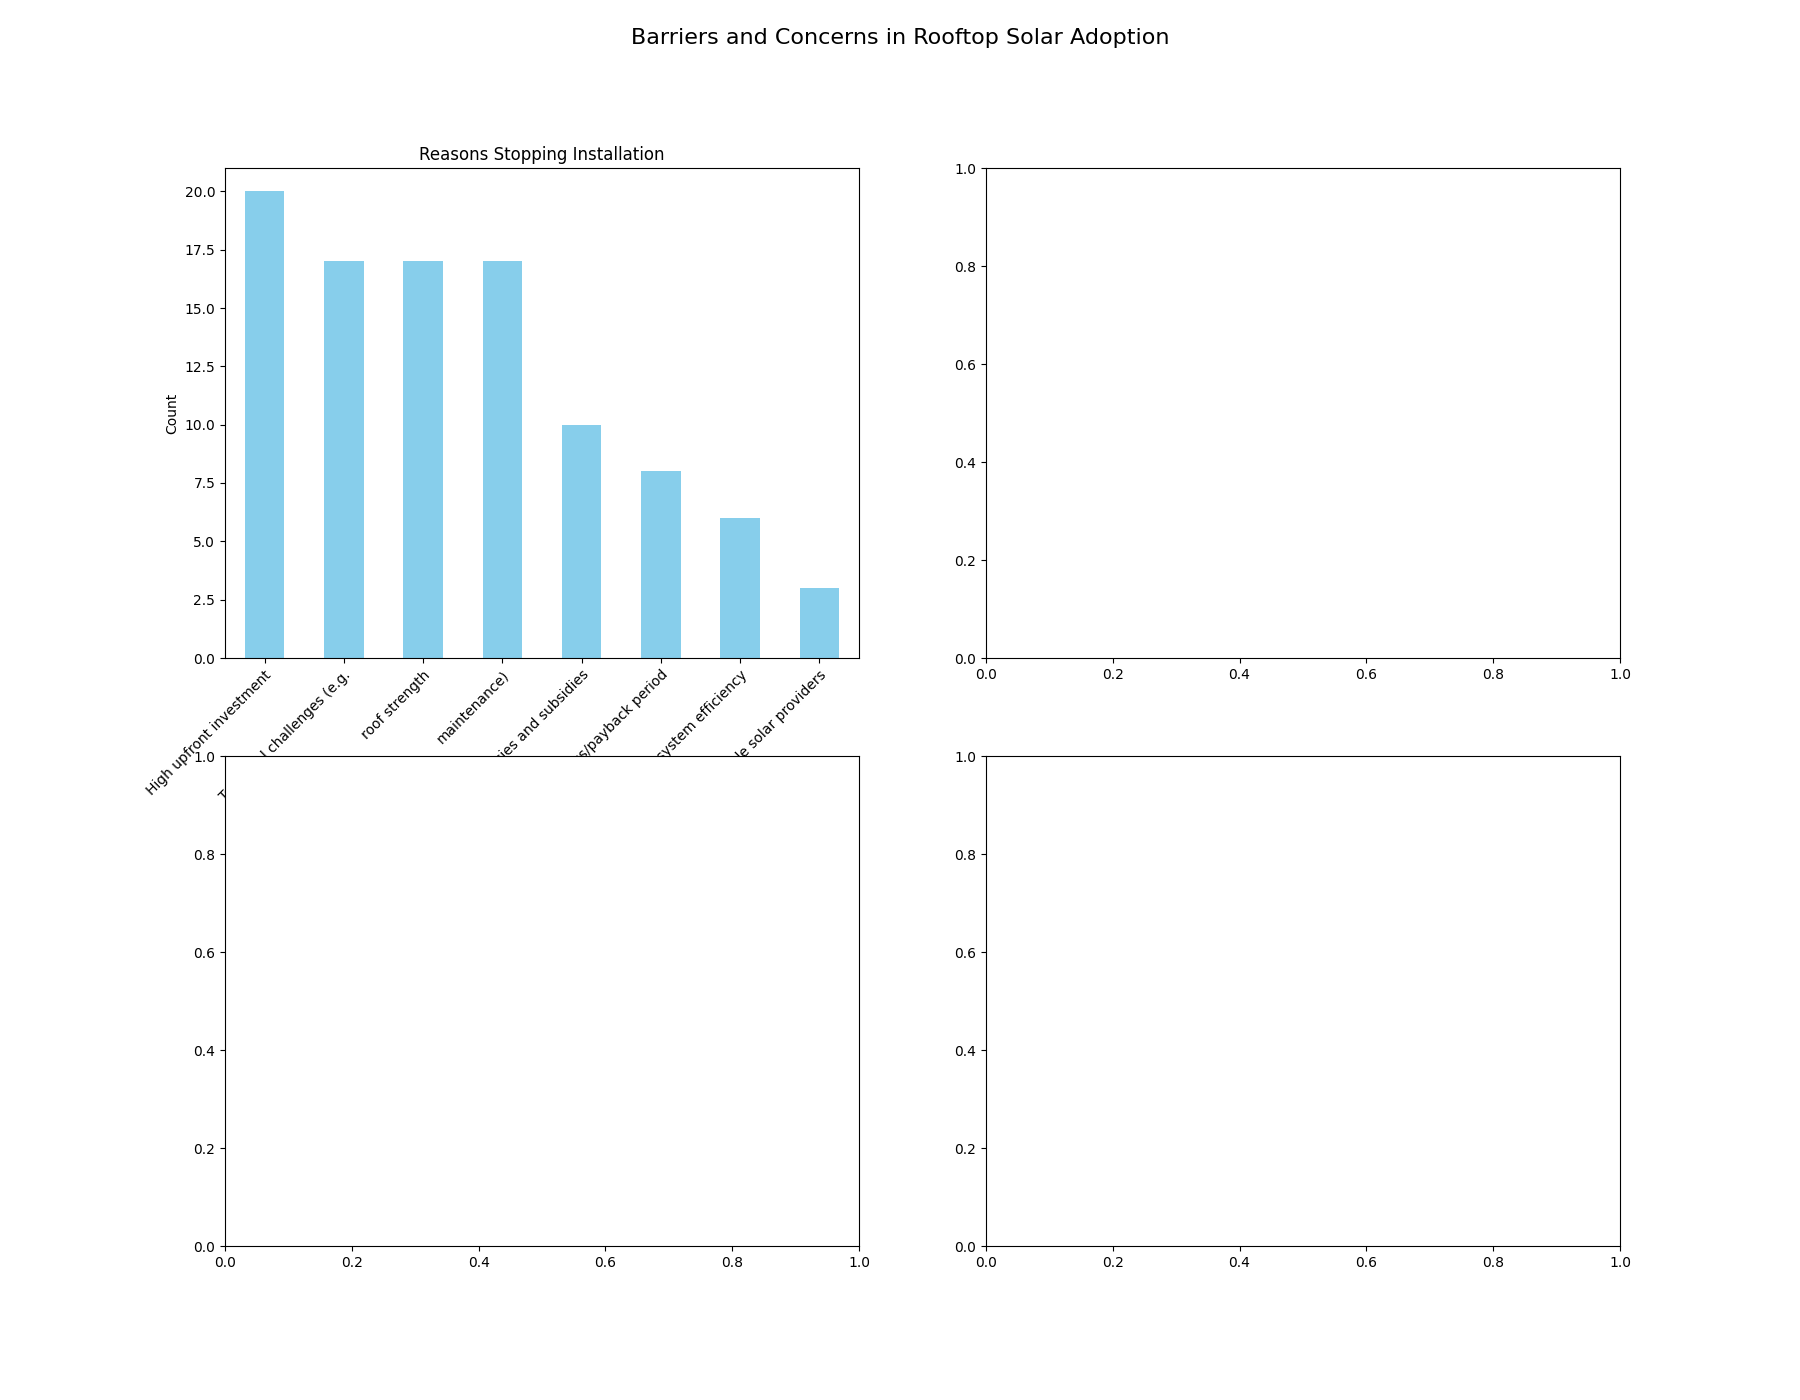 Barriers and Concerns in Rooftop Solar Adoption
Reasons Stopping Installation
Count
20.0
17.5
15.0
12.5
10.0
7.5
5.0
2.5
0.0
High upfront investment
challenges (e.g.
roof strength
maintenance)
and subsidies
payback period
system efficiency
solar providers
1.0
0.8
0.6
0.4
0.2
0.0
0.0 0.2 0.4 0.6 0.8 1.0
1.0
0.8
0.6
0.4
0.2
0.0
0.0 0.2 0.4 0.6 0.8 1.0
1.0
0.8
0.6
0.4
0.2
0.0
0.0 0.2 0.4 0.6 0.8 1.0